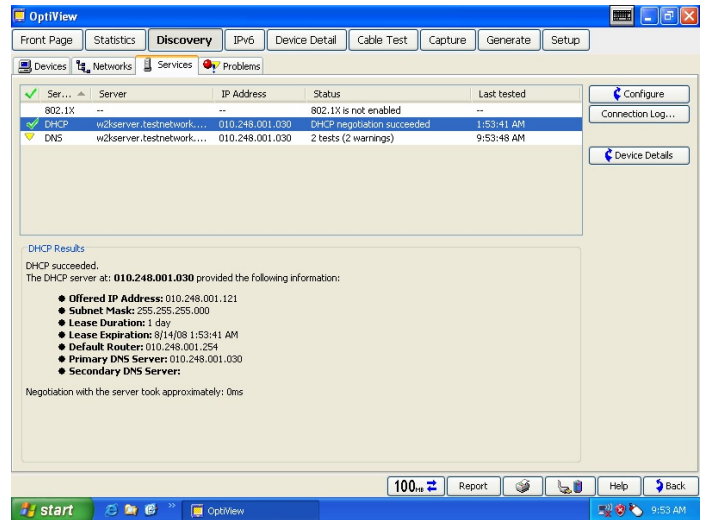 OptiView
Front Page Statistics Discovery IPv6 Device Detail Cable Test Capture Generate Setup
Devices Networks Services Problems
Ser... Server IP Address Status Last tested
802.1X -- -- 802.1X is not enabled --
DHCP w2kserver.testnetwork.... 010.248.001.030 DHCP negotiation succeeded 1:53:41 AM
DNS w2kserver.testnetwork.... 010.248.001.030 2 tests (2 warnings) 9:53:48 AM
Configure
Connection Log...
Device Details
DHCP Results
DHCP succeeded.
The DHCP server at: 010.248.001.030 provided the following information:
Offered IP Address: 010.248.001.121
Subnet Mask: 255.255.255.000
Lease Duration: 1 day
Lease Expiration: 8/14/08 1:53:41 AM
Default Router: 010.248.001.254
Primary DNS Server: 010.248.001.030
Secondary DNS Server:
Negotiation with the server took approximately: 0ms
100 Report Help Back
start OptiView 9:53 AM